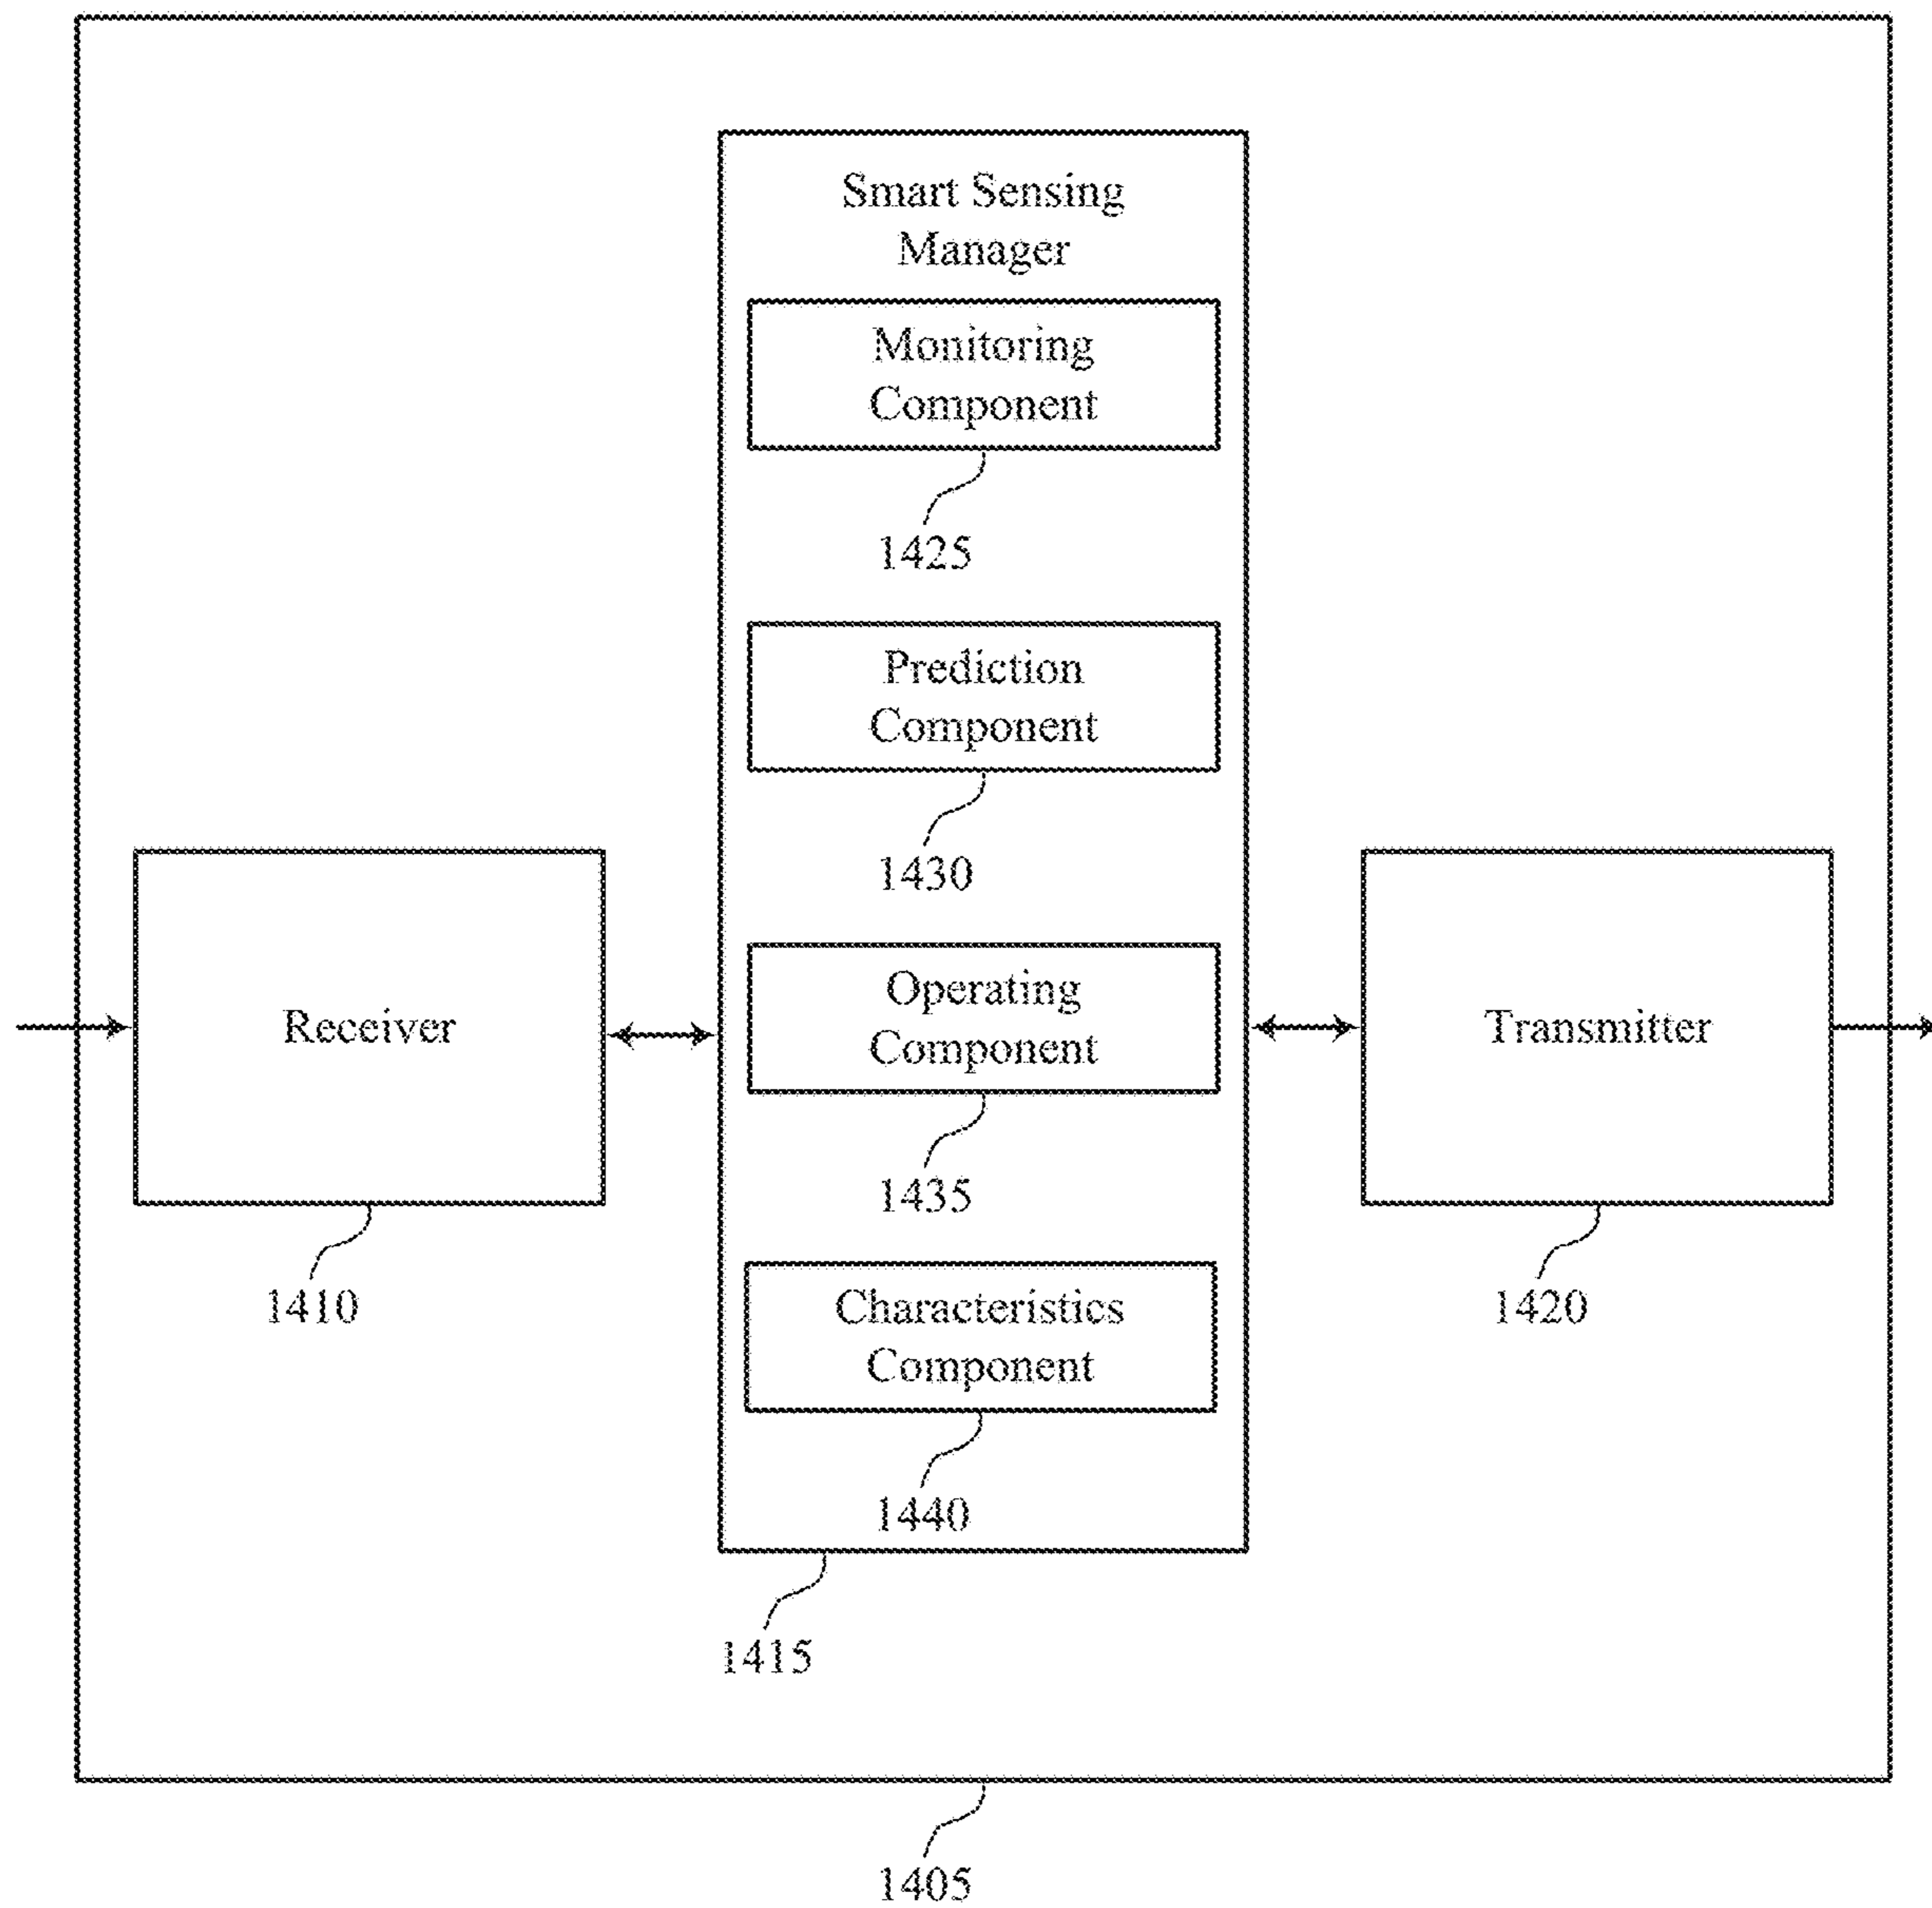 Smart Sensing
Manager
Monitoring
Component
1425
Prediction
Component
1430
Receiver
1410
Operating
Component
1435
Transmitter
1420
Characteristics
Component
1440
1415
1405